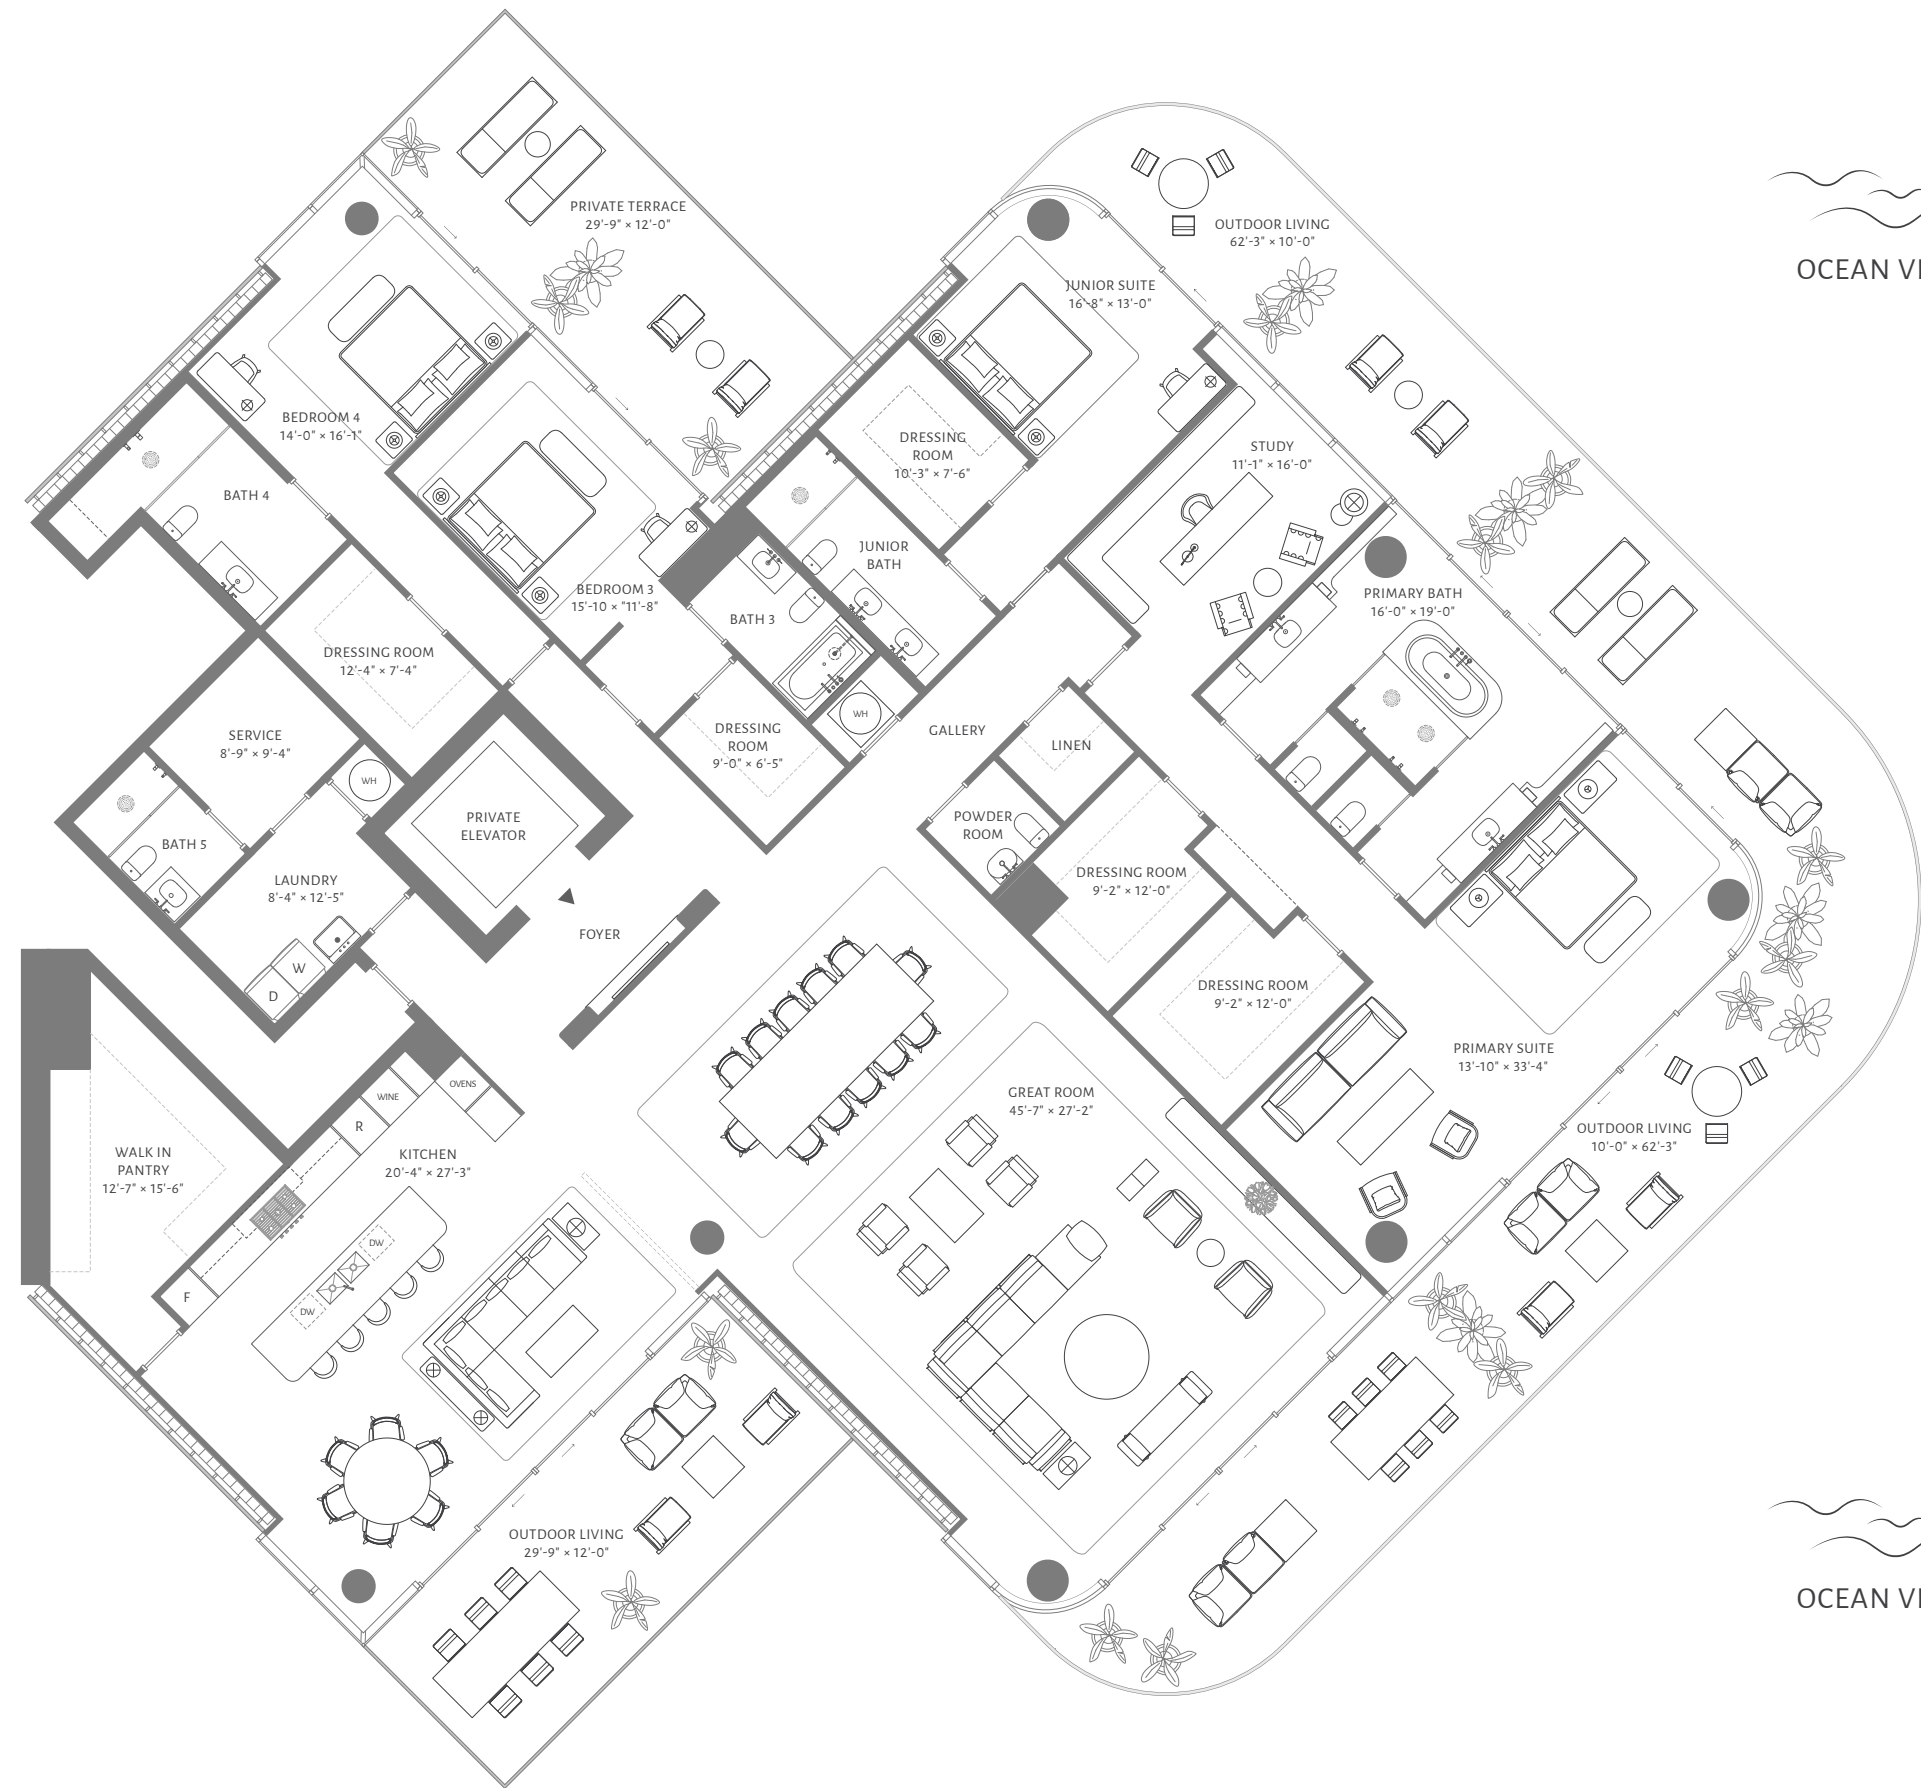 PRIVATE TERRACE
29'-9" × 12'-0"
OUTDOOR LIVING
62'-3" × 10'-0"
OCEAN VI
JUNIOR SUITE
16'-8" × 13'-0"
BEDROOM 4
14'-0" × 16'-1"
DRESSING
ROOM
10'-3" × 7'-6"
STUDY
11'-1" × 16'-0"
BATH 4
JUNIOR
BATH
BEDROOM 3
15'-10 × "11'-8"
PRIMARY BATH
16'-0" × 19'-0"
BATH 3
DRESSING ROOM
12'-4" × 7'-4"
WH
SERVICE
8'-9" × 9'-4"
DRESSING
ROOM
9'-0" × 6'-5"
GALLERY
LINEN
WH
PRIVATE
ELEVATOR
POWDER
ROOM
BATH 5
LAUNDRY
8'-4" × 12'-5"
DRESSING ROOM
9'-2" × 12'-0"
FOYER
W
D
DRESSING ROOM
9'-2" × 12'-0"
PRIMARY SUITE
13'-10" × 33'-4"
OVENS
WINE
R
GREAT ROOM
45'-7" × 27'-2"
WALK IN
PANTRY
12'-7" × 15'-6"
KITCHEN
20'-4" × 27'-3"
OUTDOOR LIVING
10'-0" × 62'-3"
DW
F
DW
OUTDOOR LIVING
29'-9" × 12'-0"
OCEAN VI